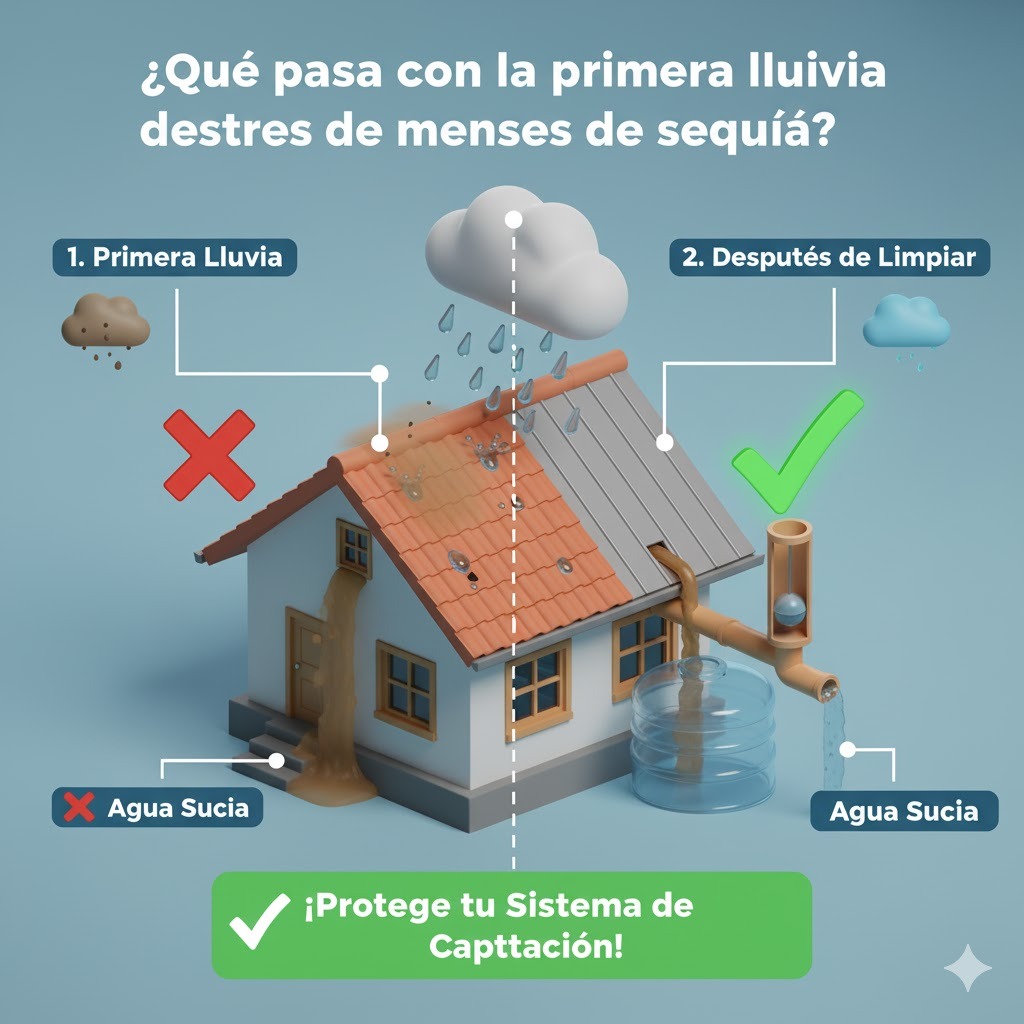 ¿Qué pasa con la primera lluivia
destres de menses de sequíá?
1. Primera Lluvia
2. Desputés de Limpiar
Agua Sucia
Agua Sucia
¡Protege tu Sistema de
Capttación!